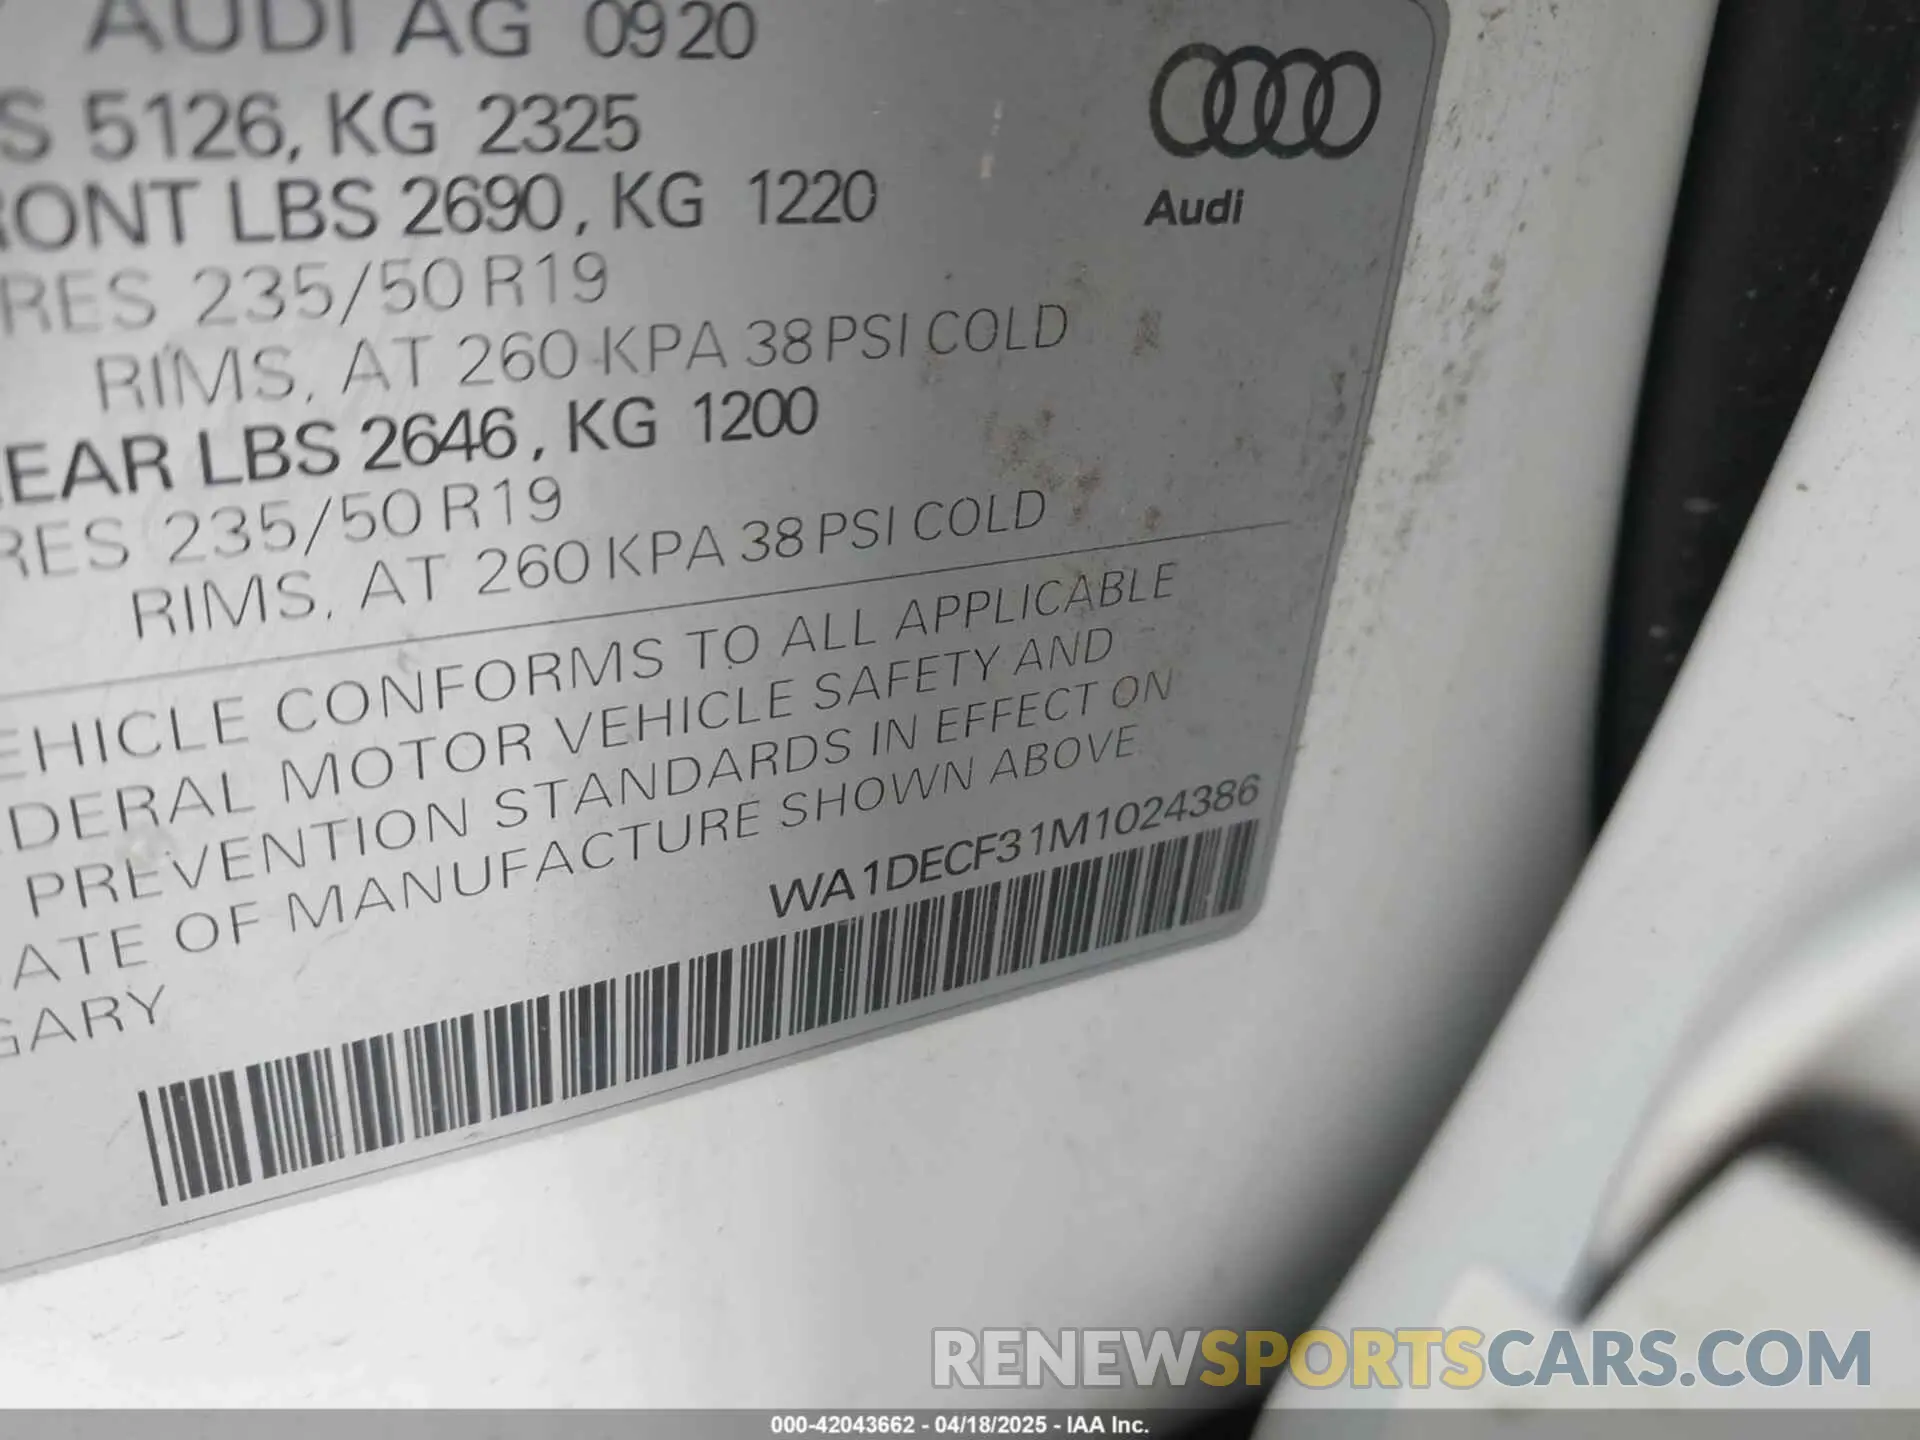 AUDI AG 0920
S 5126, KG 2325
RONT LBS 2690, KG 1220
RES 235/50 R19
RIMS, AT 260 KPA 38 PSI COLD
EAR LBS 2646, KG 1200
RES 235/50 R19
RIMS, AT 260 KPA 38 PSI COLD
EHICLE CONFORMS TO ALL APPLICABLE
DERAL MOTOR VEHICLE SAFETY AND
PREVENTION STANDARDS IN EFFECT ON
ATE OF MANUFACTURE SHOWN ABOVE
GARY
WA1DECF31M1024386
Audi
RENEWSPORTSCARS.COM
000-42043662 - 04/18/2025 - IAA Inc.